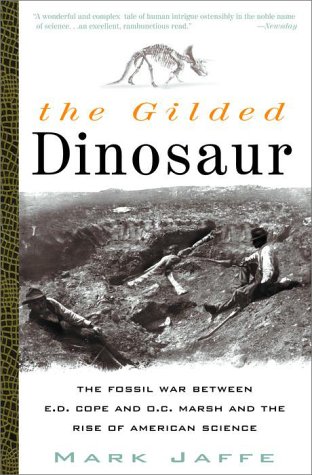 "A wonderful and complex tale of human intrigue ostensibly in the noble name
of science. . .an excellent, rambunctious read." —Newsday
the Gilded
Dinosaur
THE FOSSIL WAR BETWEEN
E.D. COPE AND O.C. MARSH AND THE
RISE OF AMERICAN SCIENCE
MARK JAFFE